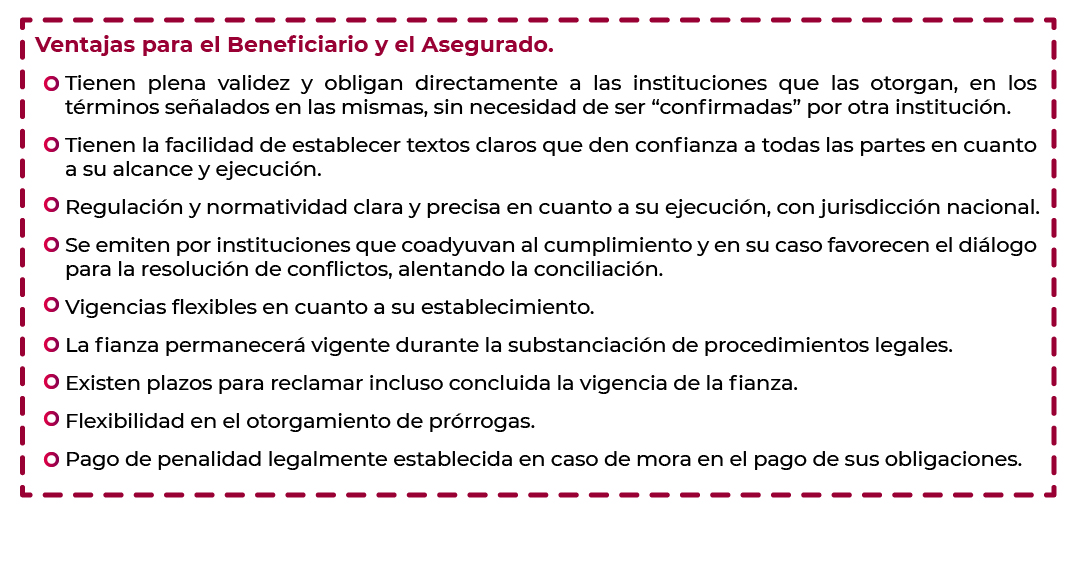 Ventajas para el Beneficiario y el Asegurado.
Tienen plena validez y obligan directamente a las instituciones que las otorgan, en los
términos señalados en las mismas, sin necesidad de ser “confirmadas” por otra institución.
Tienen la facilidad de establecer textos claros que den confianza a todas las partes en cuanto
a su alcance y ejecución.
Regulación y normatividad clara y precisa en cuanto a su ejecución, con jurisdicción nacional.
Se emiten por instituciones que coadyuvan al cumplimiento y en su caso favorecen el diálogo
para la resolución de conflictos, alentando la conciliación.
Vigencias flexibles en cuanto a su establecimiento.
La fianza permanecerá vigente durante la substanciación de procedimientos legales.
Existen plazos para reclamar incluso concluida la vigencia de la fianza.
Flexibilidad en el otorgamiento de prórrogas.
Pago de penalidad legalmente establecida en caso de mora en el pago de sus obligaciones.